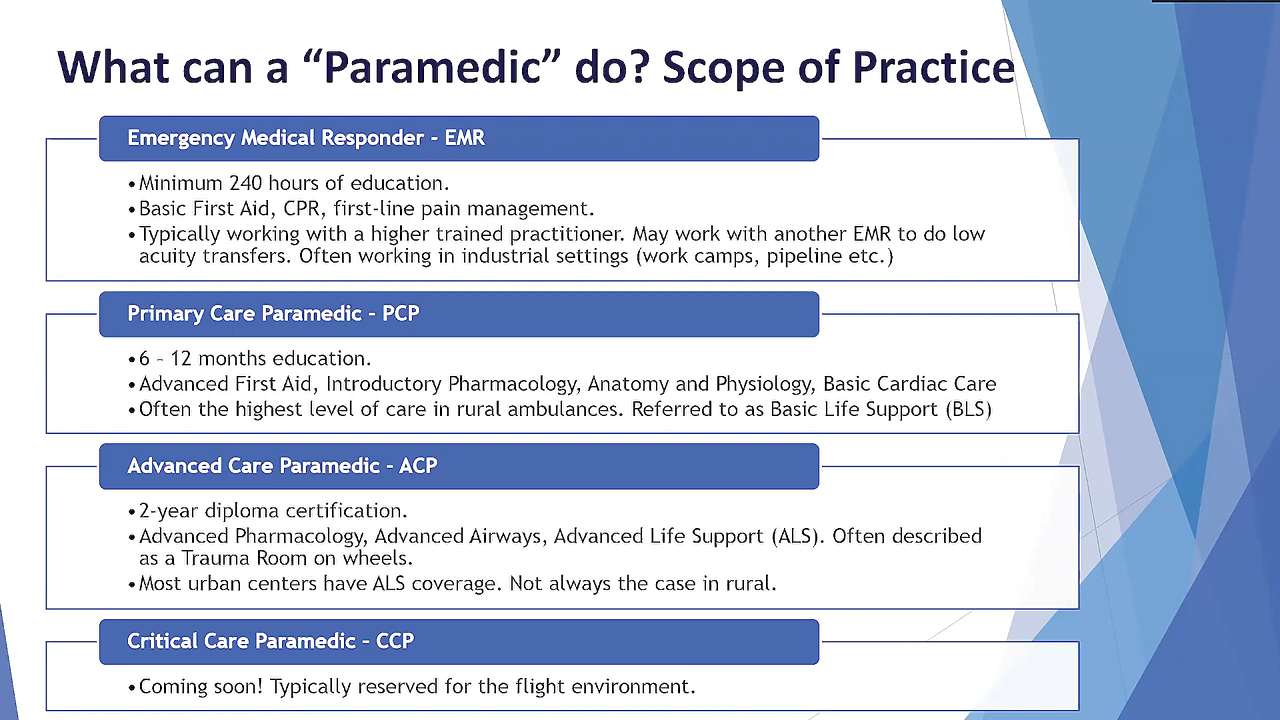 What can a “Paramedic” do? Scope of Practice
Emergency Medical Responder - EMR
•Minimum 240 hours of education.
•Basic First Aid, CPR, first-line pain management.
•Typically working with a higher trained practitioner. May work with another EMR to do low
acuity transfers. Often working in industrial settings (work camps, pipeline etc.)
Primary Care Paramedic - PCP
•6 - 12 months education.
•Advanced First Aid, Introductory Pharmacology, Anatomy and Physiology, Basic Cardiac Care
•Often the highest level of care in rural ambulances. Referred to as Basic Life Support (BLS)
Advanced Care Paramedic - ACP
•2-year diploma certification.
•Advanced Pharmacology, Advanced Airways, Advanced Life Support (ALS). Often described
as a Trauma Room on wheels.
•Most urban centers have ALS coverage. Not always the case in rural.
Critical Care Paramedic - CCP
•Coming soon! Typically reserved for the flight environment.